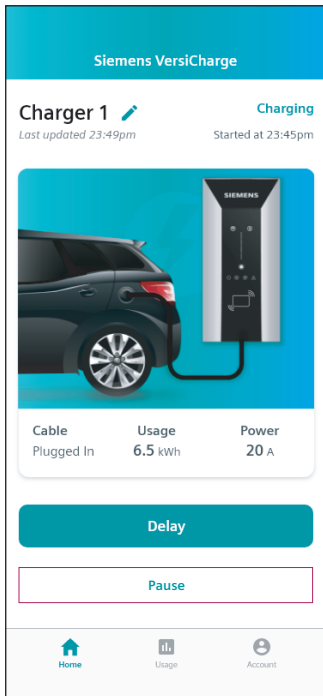 Siemens VersiCharge
Charger 1
Charging
Last updated 23:49pm
Started at 23:45pm
SIEMENS
Cable Usage Power
Plugged In 6.5 kWh 20 A
Delay
Pause
Home Usage Account